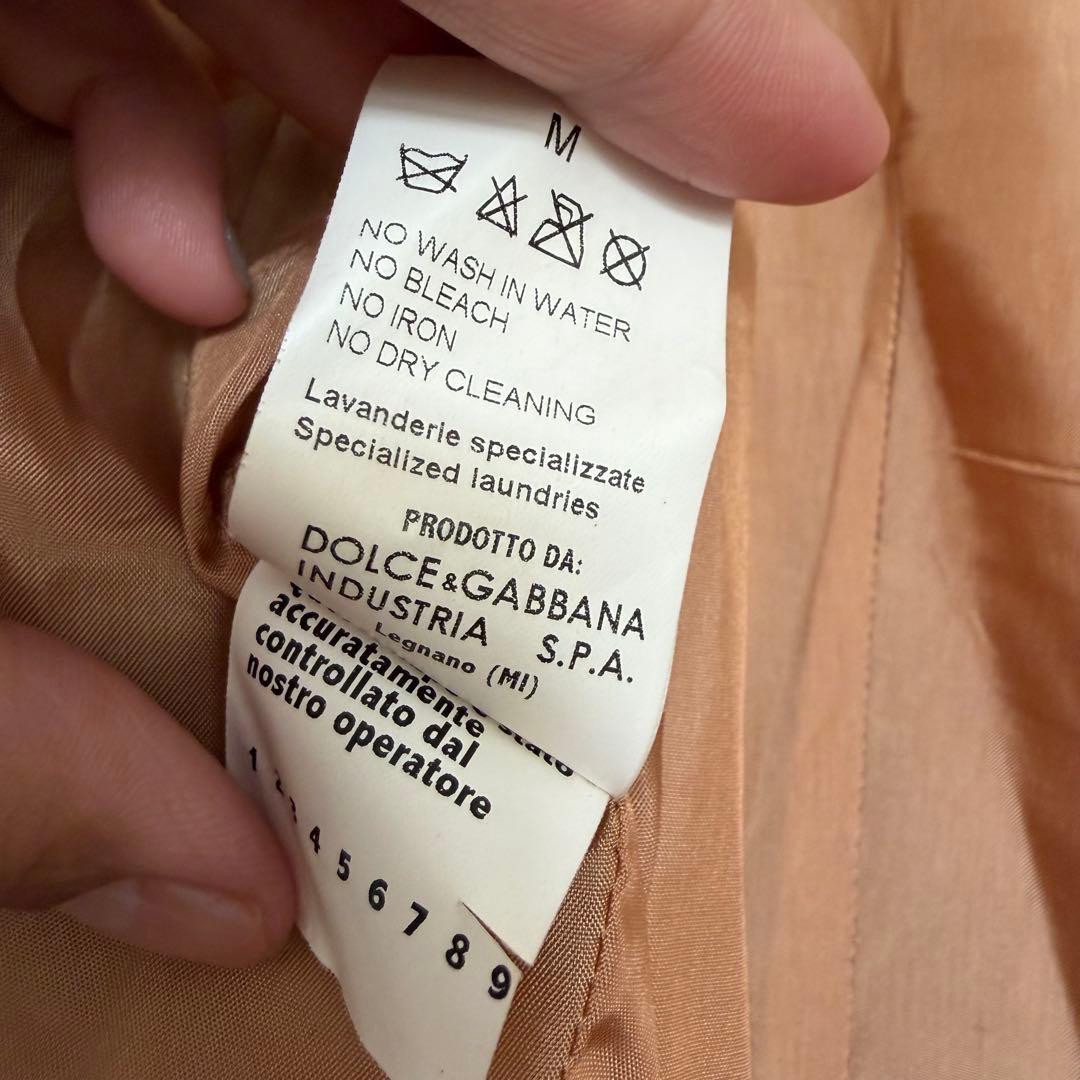 M
NO WASH IN WATER
NO BLEACH
NO IRON
NO DRY CLEANING
Lavanderie specializzate
Specialized laundries
PRODOTTO DA:
DOLCE&GABBANA
INDUSTRIA S.P.A.
Legnano (MI)
stato
accuratamente
controllato dal
nostro operatore
1 2 3 4 5 6 7 8 9